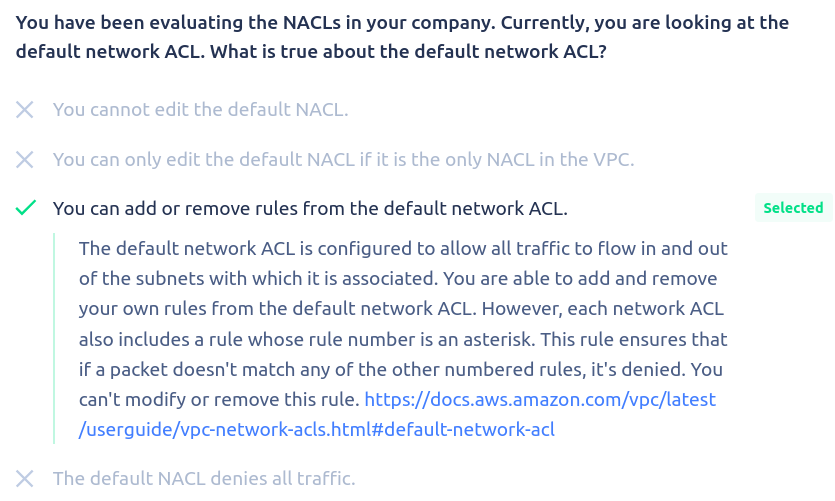 You have been evaluating the NACLs in your company. Currently, you are looking at the
default network ACL. What is true about the default network ACL?
You cannot edit the default NACL.
You can only edit the default NACL if it is the only NACL in the VPC.
You can add or remove rules from the default network ACL.
Selected
The default network ACL is configured to allow all traffic to flow in and out
of the subnets with which it is associated. You are able to add and remove
your own rules from the default network ACL. However, each network ACL
also includes a rule whose rule number is an asterisk. This rule ensures that
if a packet doesn't match any of the other numbered rules, it's denied. You
can't modify or remove this rule. https://docs.aws.amazon.com/vpc/latest
/userguide/vpc-network-acls.html#default-network-acl
The default NACL denies all traffic.